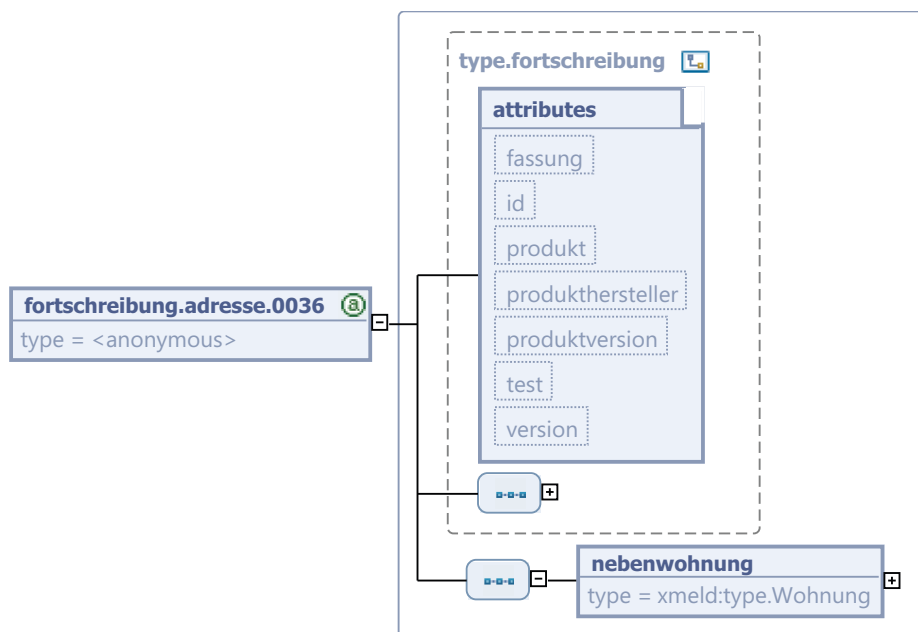 type.fortschreibung
attributes
fassung
id
produkt
produkthersteller
produktversion
test
version
fortschreibung.adresse.0036
type = <anonymous>
nebenwohnung
type = xmeld:type.Wohnung